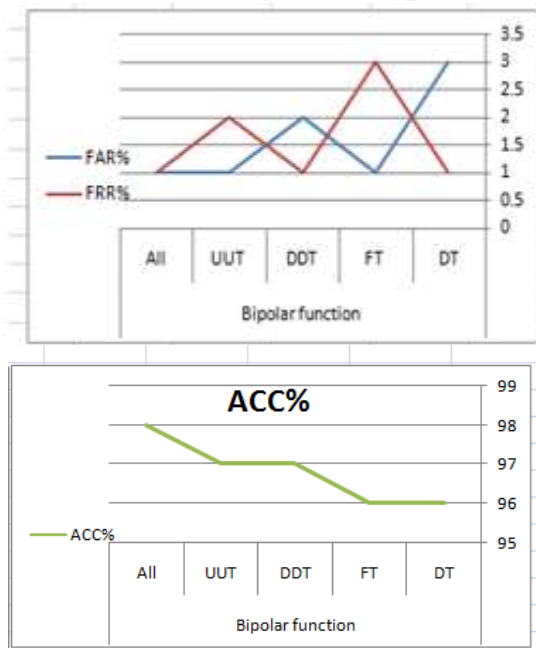 3.5
3
2.5
2
1.5
1
0.5
0
FAR%
FRR%
All UUT DDT FT DT
Bipolar function
ACC%
99
98
97
96
95
ACC%
All UUT DDT FT DT
Bipolar function